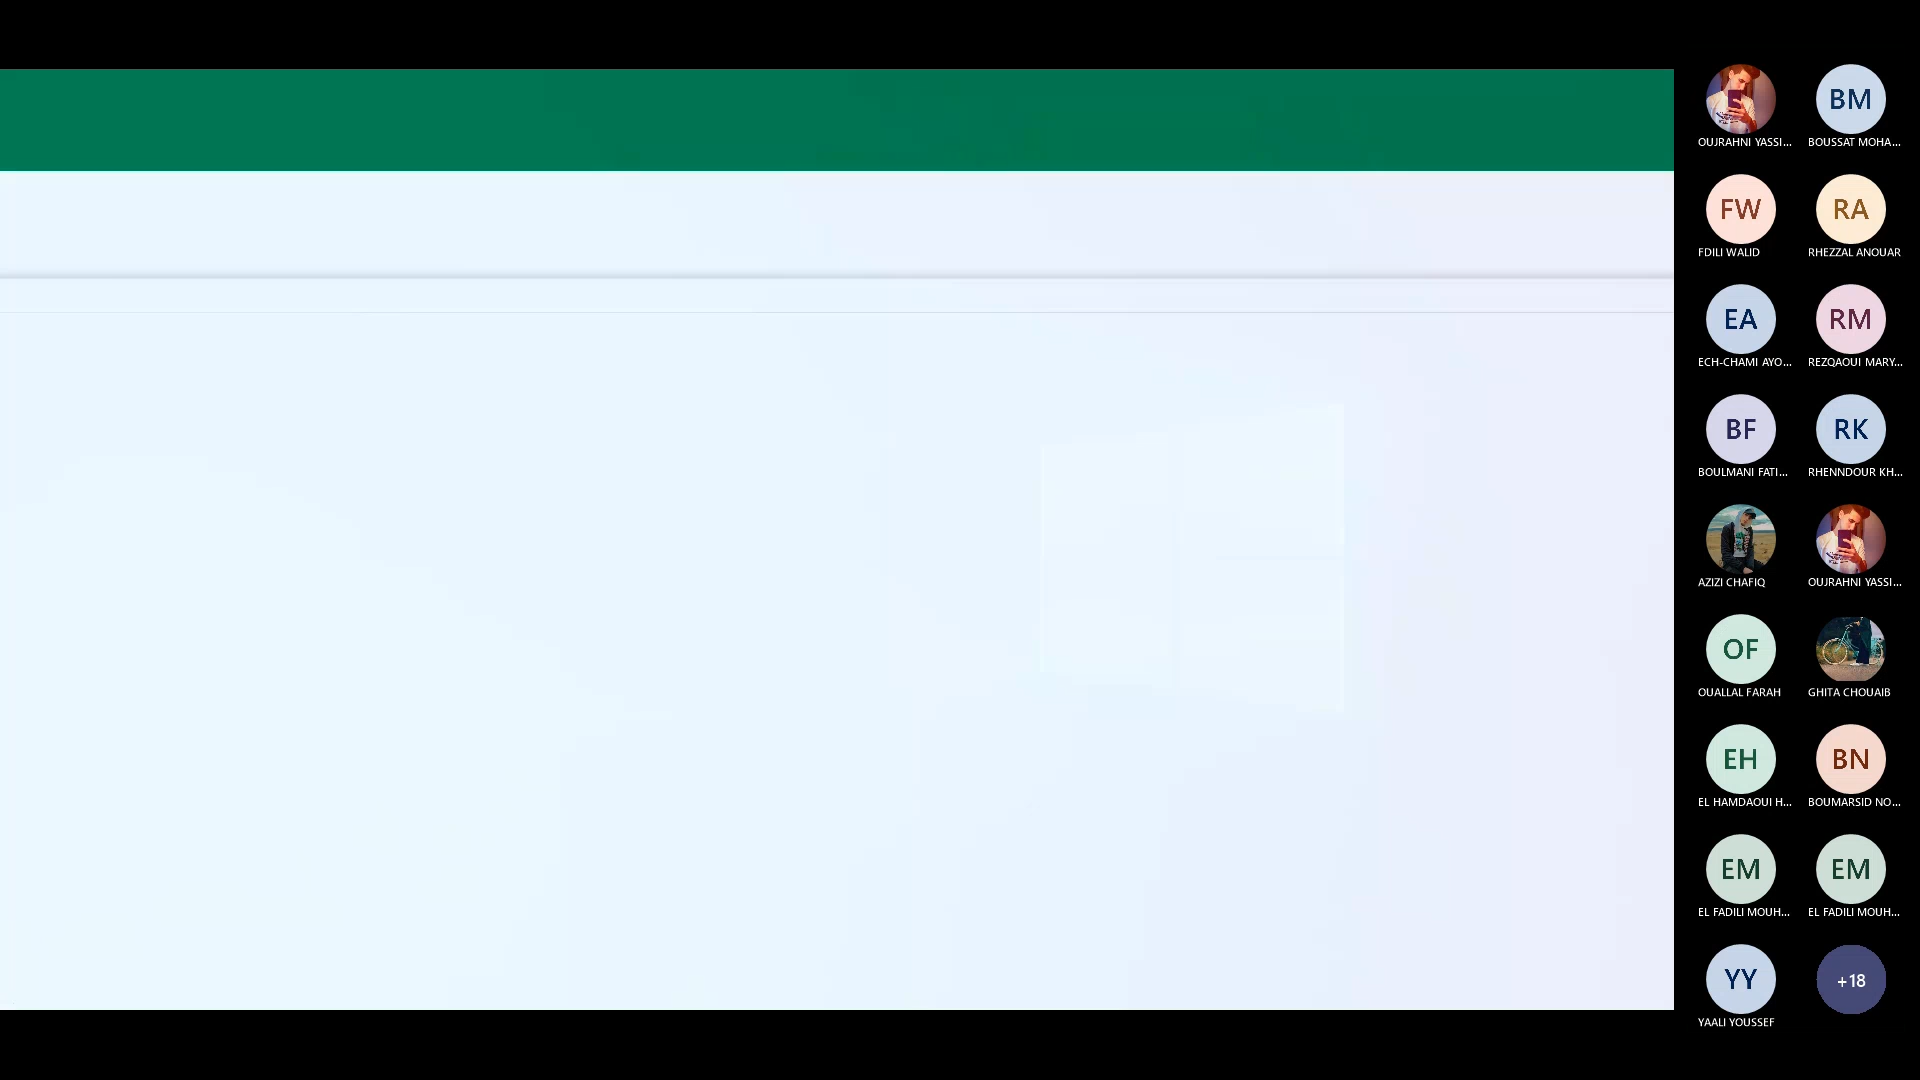 OUJRAHNI YASSI...
BM
BOUSSAT MOHA...
FW
FDILI WALID
RA
RHEZZAL ANOUAR
EA
ECH-CHAMI AYO...
RM
REZQAOUI MARY...
BF
BOULMANI FATI...
RK
RHENNDOUR KH...
AZIZI CHAFIQ
OUJRAHNI YASSI...
OF
OUALLAL FARAH
GHITA CHOUAIB
EH
EL HAMDAOUI H...
BN
BOUMARSID NO...
EM
EL FADILI MOUH...
EM
EL FADILI MOUH...
YY
YAALI YOUSSEF
+18